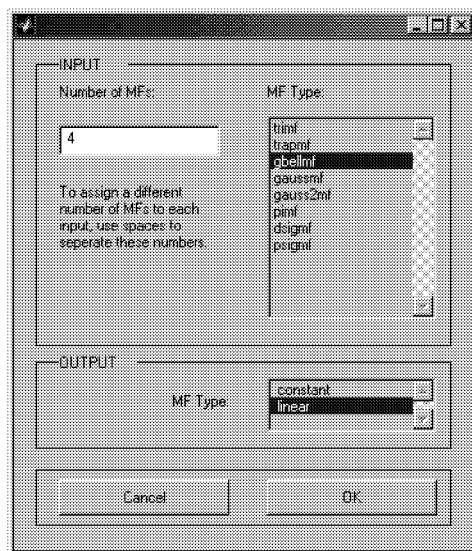 INPUT
Number of MFs:
MF Type:
4
To assign a different
number of MFs to each
input, use spaces to
seperate these numbers.
trimf
trapmf
gbellmf
gaussmf
gauss2mf
pimf
dsigmf
psigmf
OUTPUT
MF Type
constant
linear
Cancel
OK